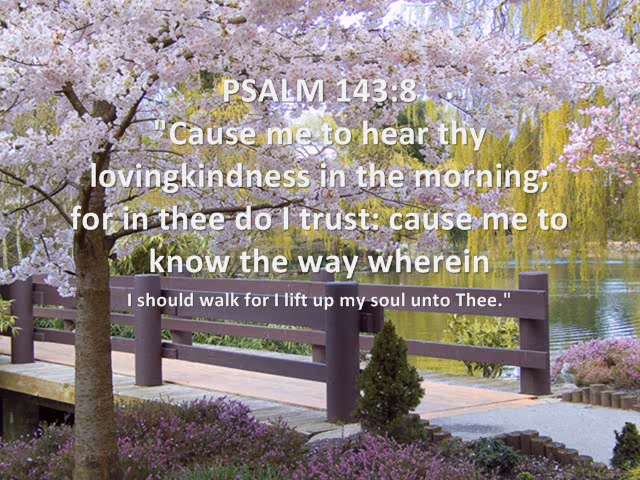 PSALM 143:8
"Cause me to hear thy
lovingkindness in the morning;
for in thee do I trust: cause me to
know the way wherein
I should walk for I lift up my soul unto Thee."